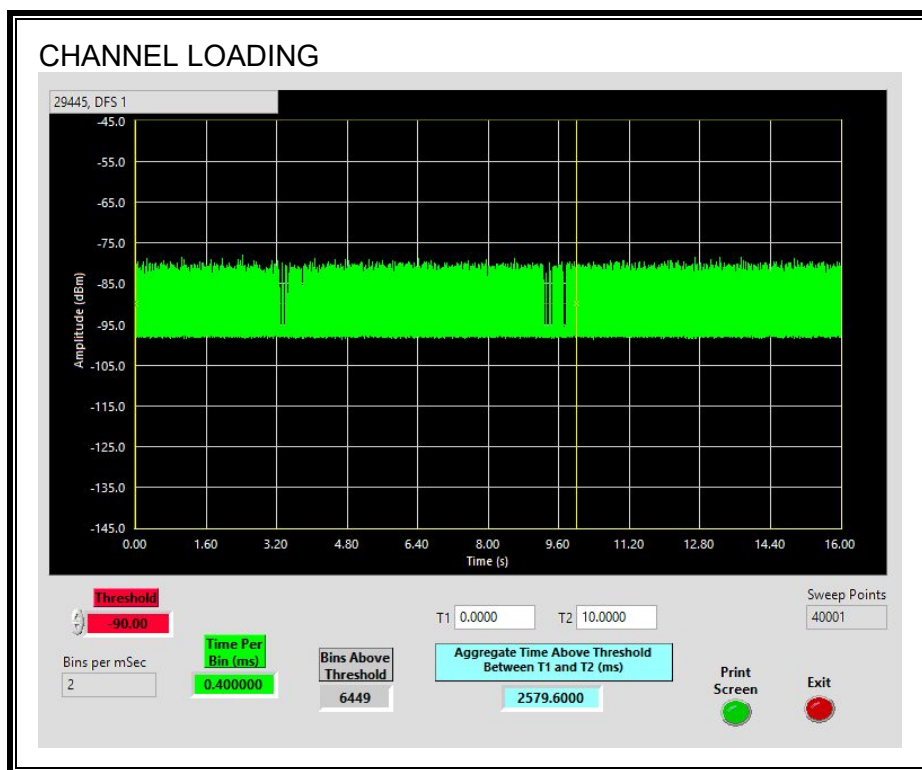 CHANNEL LOADING
29445, DFS 1
-45.0
-55.0
-65.0
-75.0
-85.0
-95.0
-105.0
-115.0
-125.0
-135.0
-145.0
Amplitude (dBm)
0.00 1.60 3.20 4.80 6.40 8.00 9.60 11.20 12.80 14.40 16.00
Time (s)
Threshold
-90.00
Bins per mSec
2
Time Per
Bin (ms)
0.400000
Bins Above
Threshold
6449
T1 0.0000 T2 10.0000
Aggregate Time Above Threshold
Between T1 and T2 (ms)
2579.6000
Sweep Points
40001
Print
Screen
Exit